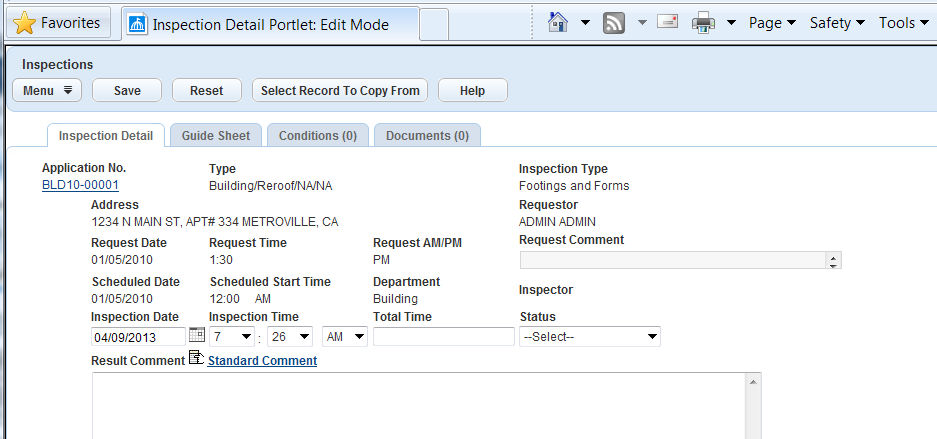 Favorites Inspection Detail Portlet: Edit Mode Page Safety Tools
Inspections
Menu Save Reset Select Record To Copy From Help
Inspection Detail Guide Sheet Conditions (0) Documents (0)
Application No. Type Inspection Type
BLD10-00001 Building/Reroof/NA/NA Footings and Forms
Address Requestor
1234 N MAIN ST, APT# 334 METROVILLE, CA ADMIN ADMIN
Request Date Request Time Request AM/PM Request Comment
01/05/2010 1:30 PM
Scheduled Date Scheduled Start Time Department Inspector
01/05/2010 12:00 AM Building
Inspection Date Inspection Time Total Time Status
04/09/2013 7 : 26 AM --Select--
Result Comment Standard Comment